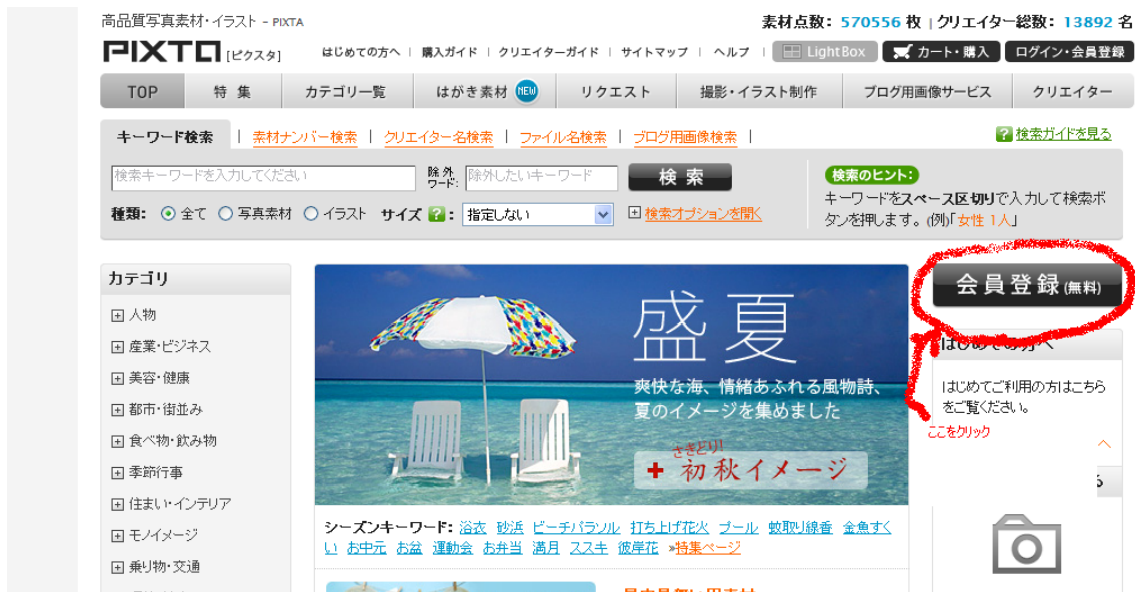 高品質写真素材・イラスト - PIXTA
素材点数: 570556 枚 | クリエイター総数: 13892 名
PIXTA [ピクスタ]
はじめての方へ | 購入ガイド | クリエイターガイド | サイトマップ | ヘルプ |
LightBox
カート・購入
ログイン・会員登録
TOP
特 集
カテゴリ一覧
はがき素材 NEW
リクエスト
撮影・イラスト制作
ブログ用画像サービス
クリエイター
キーワード検索 | 素材ナンバー検索 | クリエイター名検索 | ファイル名検索 | ブログ用画像検索 |
? 検索ガイドを見る
検索キーワードを入力してください
除外
ワード:
除外したいキーワード
検 索
種類: 全て 写真素材 イラスト サイズ ? : 指定しない
検索オプションを開く
検索のヒント:
キーワードをスペース区切りで入力して検索ボ
タンを押します。(例)「女性 1人」
カテゴリ
人物
産業・ビジネス
美容・健康
都市・街並み
食べ物・飲み物
季節行事
住まい・インテリア
モノイメージ
乗り物・交通
盛夏
爽快な海、情緒あふれる風物詩、
夏のイメージを集めました
さきどり!
+ 初秋イメージ
シーズンキーワード: 浴衣 砂浜 ビーチパラソル 打ち上げ花火 プール 蚊取り線香 金魚すく
い お中元 お盆 運動会 お弁当 満月 ススキ 彼岸花 »特集ページ
会員登録(無料)
はじめての方へ
はじめてご利用の方はこちら
をご覧ください。
ここをクリック